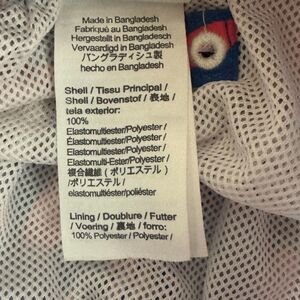 Made in Bangladesh
Fabriqué au Bangladesh
Hergestellt in Bangladesch
Vervaardigd in Bangladesh
バングラディシュ製
hecho en Bangladesh
Shell / Tissu Principal /
Shell / Bovenstof / 表地 /
tela exterior:
100%
Elastomultiester/Polyester /
Elastomultiester/Polyester /
Elastomultiester/Polyester /
Elastomulti-Ester/Polyester /
複合繊維（ポリエステル）
/ポリエステル /
elastomultiéster/poliéster
Lining / Doublure / Futter
/ Voering / 裏地 / forro:
100% Polyester / Polyester /